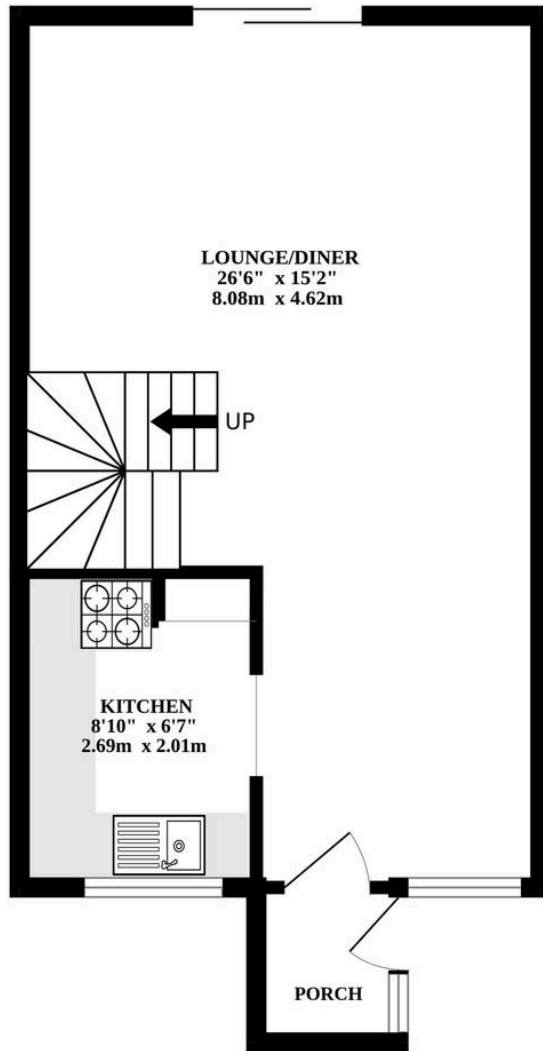 LOUNGE/DINER
26'6" x 15'2"
8.08m x 4.62m
UP
KITCHEN
8'10" x 6'7"
2.69m x 2.01m
PORCH